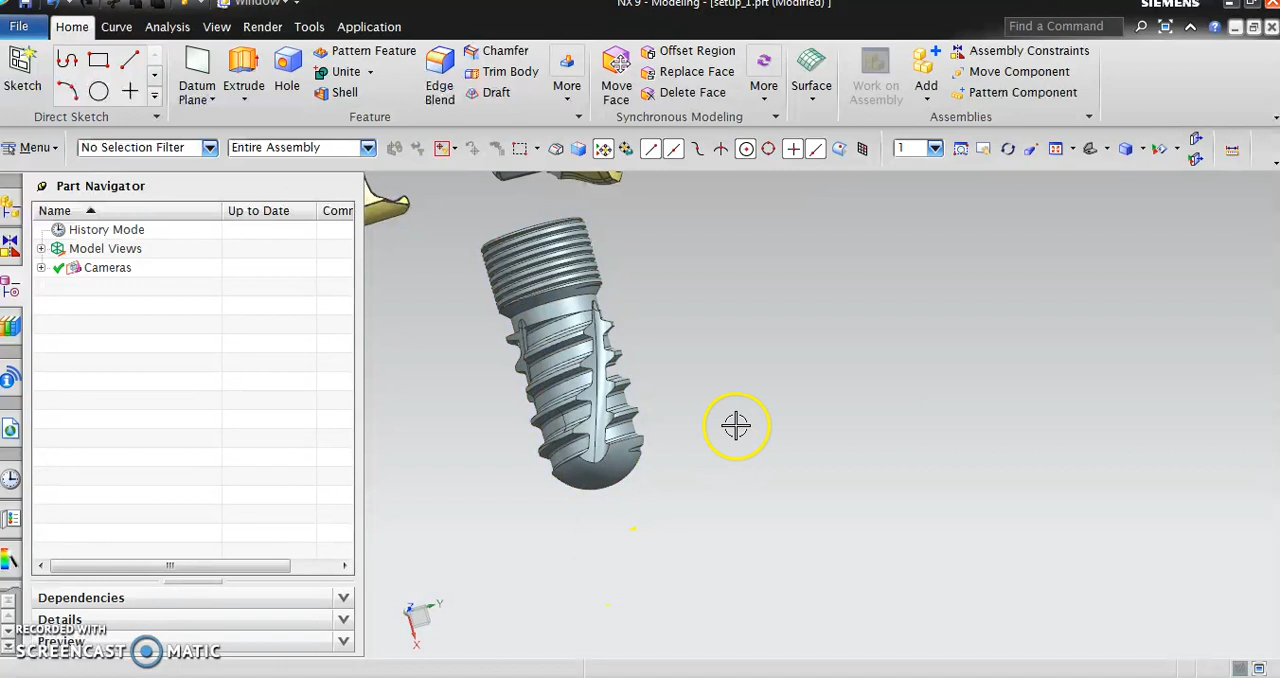 Window
NX 9 - Modeling - [setup_1.prt (Modified) ]
SIEMENS
File Home Curve Analysis View Render Tools Application Find a Command
Sketch
Direct Sketch
Datum Plane
Extrude
Hole
Pattern Feature
Unite
Shell
Edge Blend
Chamfer
Trim Body
Draft
More
Feature
Move Face
Offset Region
Replace Face
Delete Face
More
Synchronous Modeling
Surface
Work on Assembly
Add
Assembly Constraints
Move Component
Pattern Component
Assemblies
Menu No Selection Filter Entire Assembly 1
Part Navigator
Name Up to Date Comr
History Mode
Model Views
Cameras
Dependencies
Details
Preview
RECORDED WITH
SCREENCAST MATIC
Z Y
X